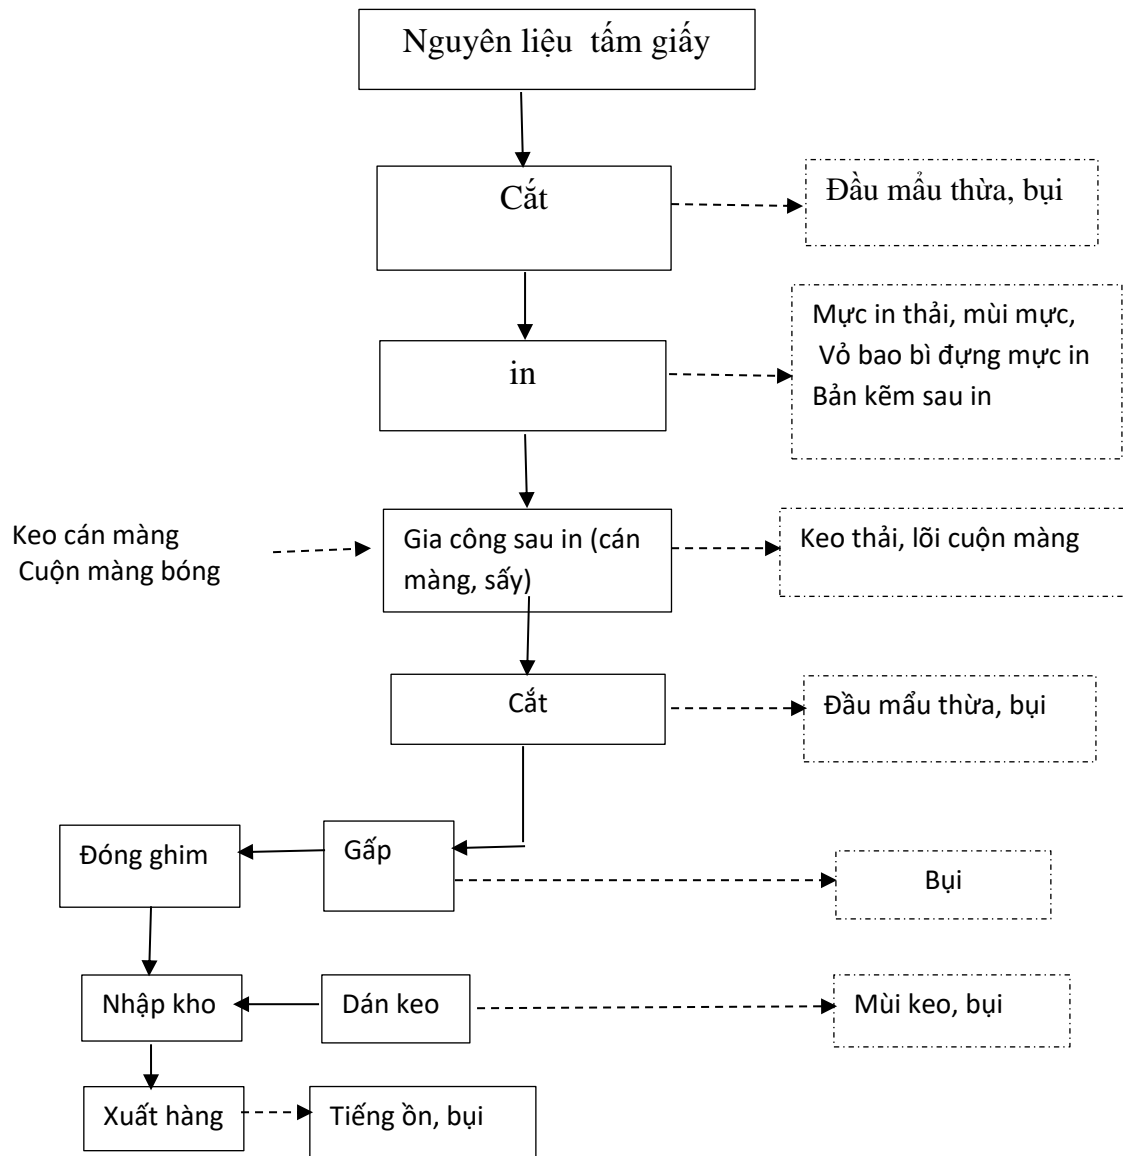 Nguyên liệu tấm giấy
Cắt
Đầu mẩu thừa, bụi
in
Mực in thải, mùi mực,
Vỏ bao bì đựng mực in
Bản kẽm sau in
Keo cán màng
Cuộn màng bóng
Gia công sau in (cán
màng, sấy)
Keo thải, lõi cuộn màng
Cắt
Đầu mẩu thừa, bụi
Đóng ghim
Gấp
Bụi
Nhập kho
Dán keo
Mùi keo, bụi
Xuất hàng
Tiếng ồn, bụi